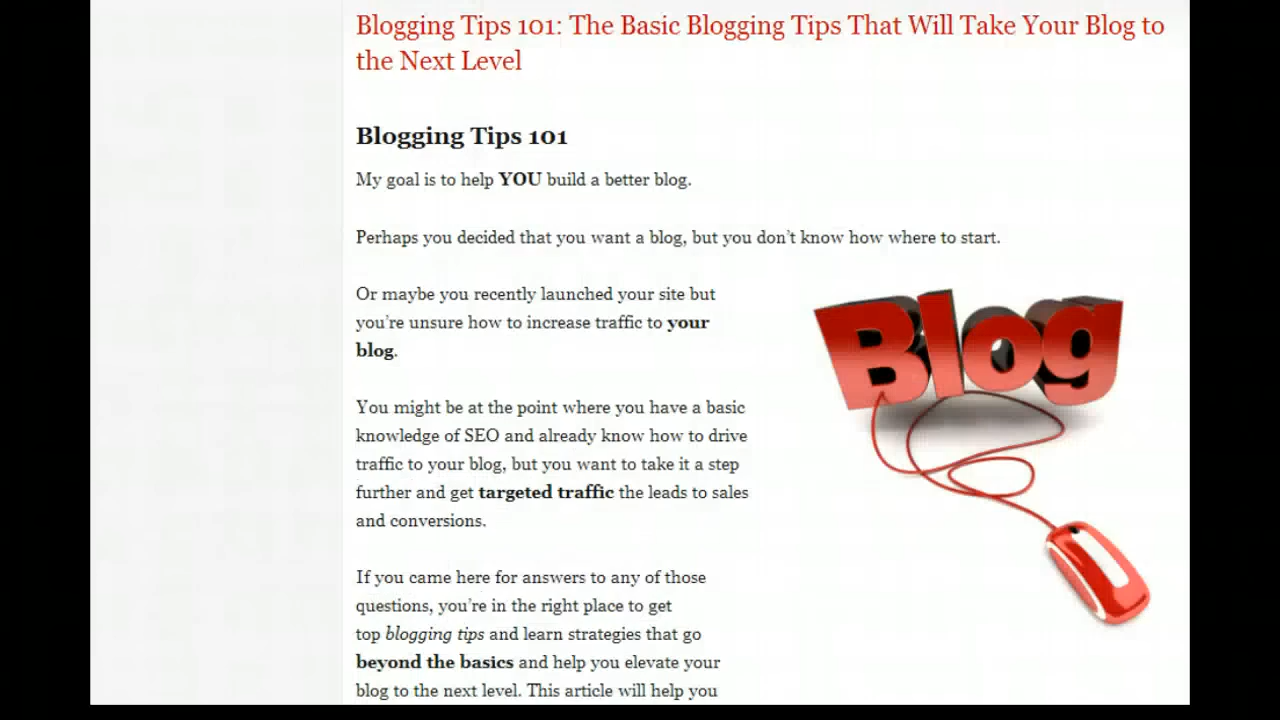 Blogging Tips 101: The Basic Blogging Tips That Will Take Your Blog to
the Next Level
Blogging Tips 101
My goal is to help YOU build a better blog.
Perhaps you decided that you want a blog, but you don't know how where to start.
Or maybe you recently launched your site but
you're unsure how to increase traffic to your
blog.
Blog
You might be at the point where you have a basic
knowledge of SEO and already know how to drive
traffic to your blog, but you want to take it a step
further and get targeted traffic the leads to sales
and conversions.
If you came here for answers to any of those
questions, you're in the right place to get
top blogging tips and learn strategies that go
beyond the basics and help you elevate your
blog to the next level. This article will help you